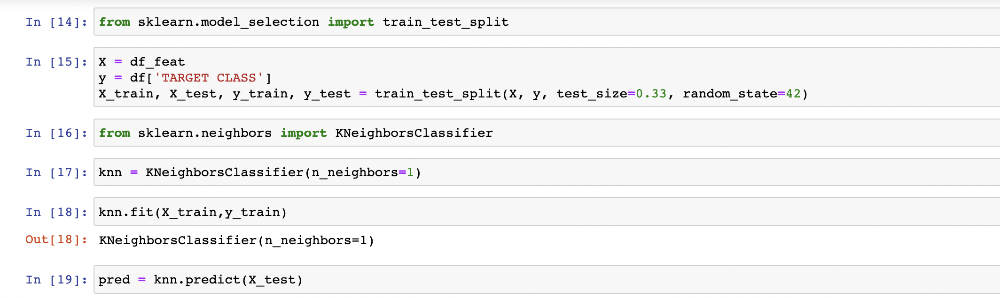 In [14]: from sklearn.model_selection import train_test_split
In [15]: X = df_feat
y = df['TARGET CLASS']
X_train, X_test, y_train, y_test = train_test_split(X, y, test_size=0.33, random_state=42)
In [16]: from sklearn.neighbors import KNeighborsClassifier
In [17]: knn = KNeighborsClassifier(n_neighbors=1)
In [18]: knn.fit(X_train,y_train)
Out[18]: KNeighborsClassifier(n_neighbors=1)
In [19]: pred = knn.predict(X_test)